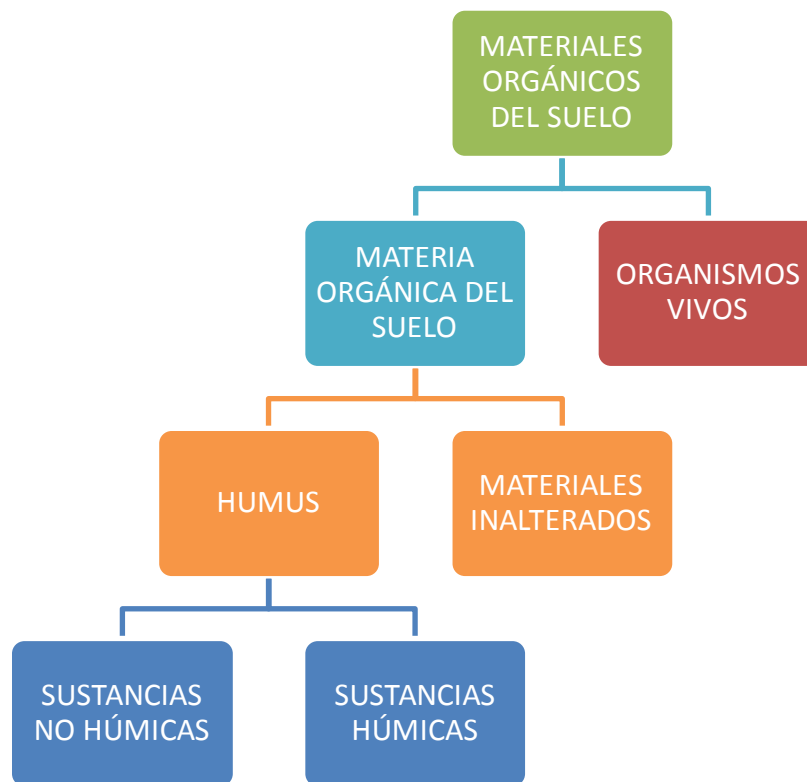 MATERIALES
ORGÁNICOS
DEL SUELO
MATERIA
ORGÁNICA DEL
SUELO
ORGANISMOS
VIVOS
HUMUS
MATERIALES
INALTERADOS
SUSTANCIAS
NO HÚMICAS
SUSTANCIAS
HÚMICAS